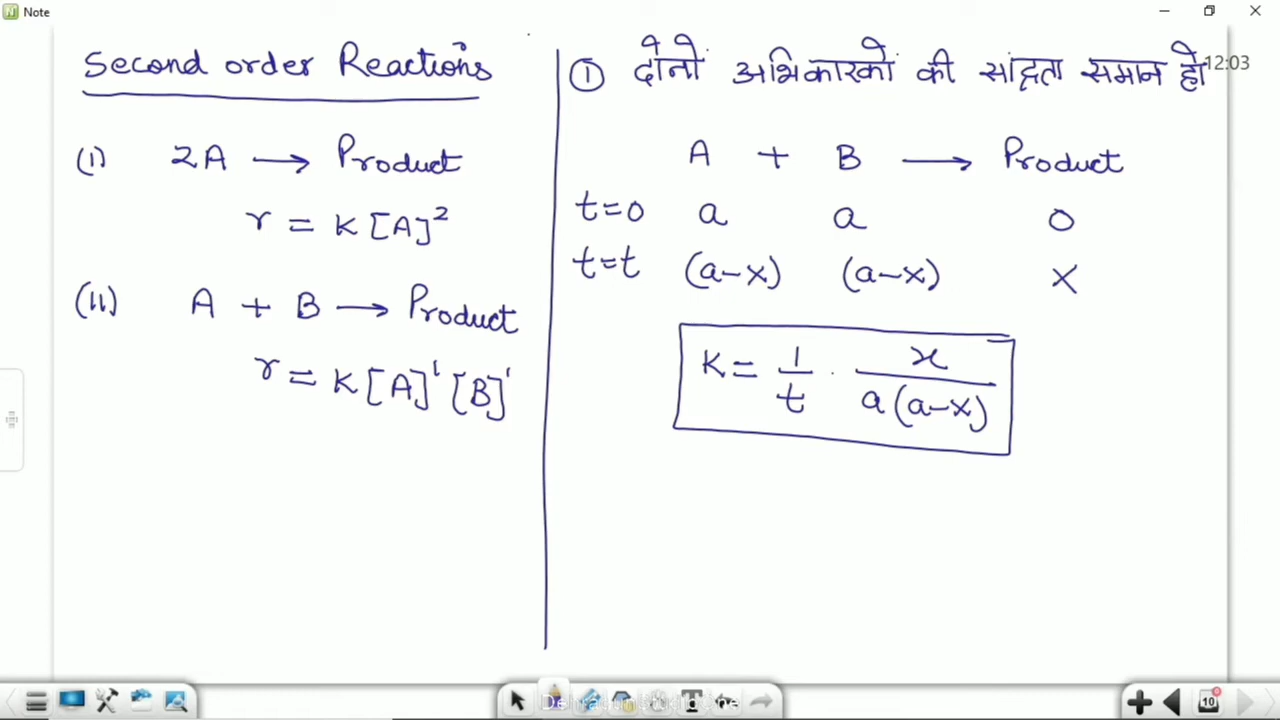 Note
Second order Reactions
(I) 2A → Product
r = K[A]²
(II) A + B → Product
r = K[A]¹[B]¹
① दोनो अभिकारको की सांद्रता समान हो
12:03
A + B → Product
t=0 a a 0
t=t (a-x) (a-x) x
K = 1/t · x/a(a-x)
10